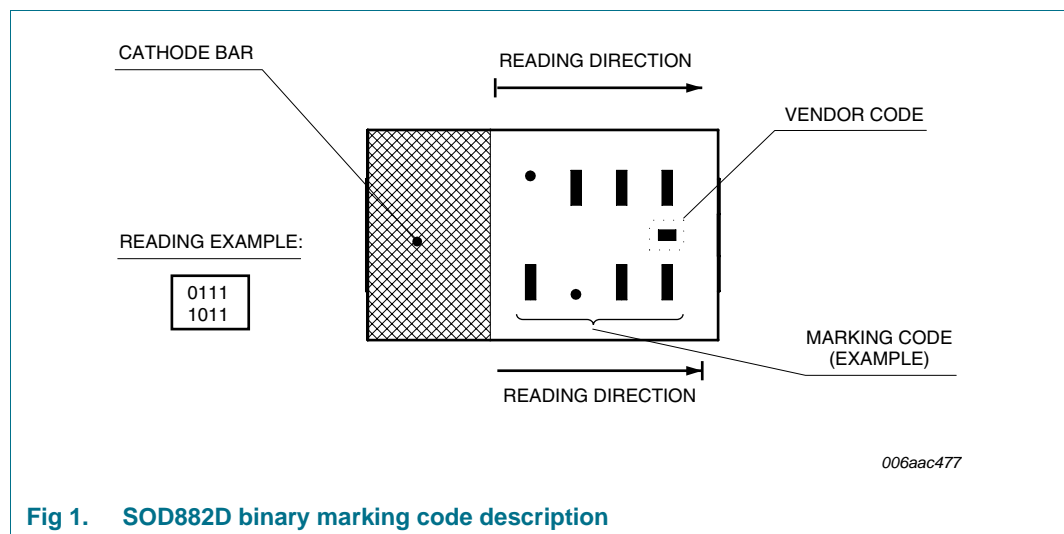 CATHODE BAR
READING DIRECTION
VENDOR CODE
READING EXAMPLE:
0111
1011
MARKING CODE
(EXAMPLE)
READING DIRECTION
006aac477
Fig 1. SOD882D binary marking code description